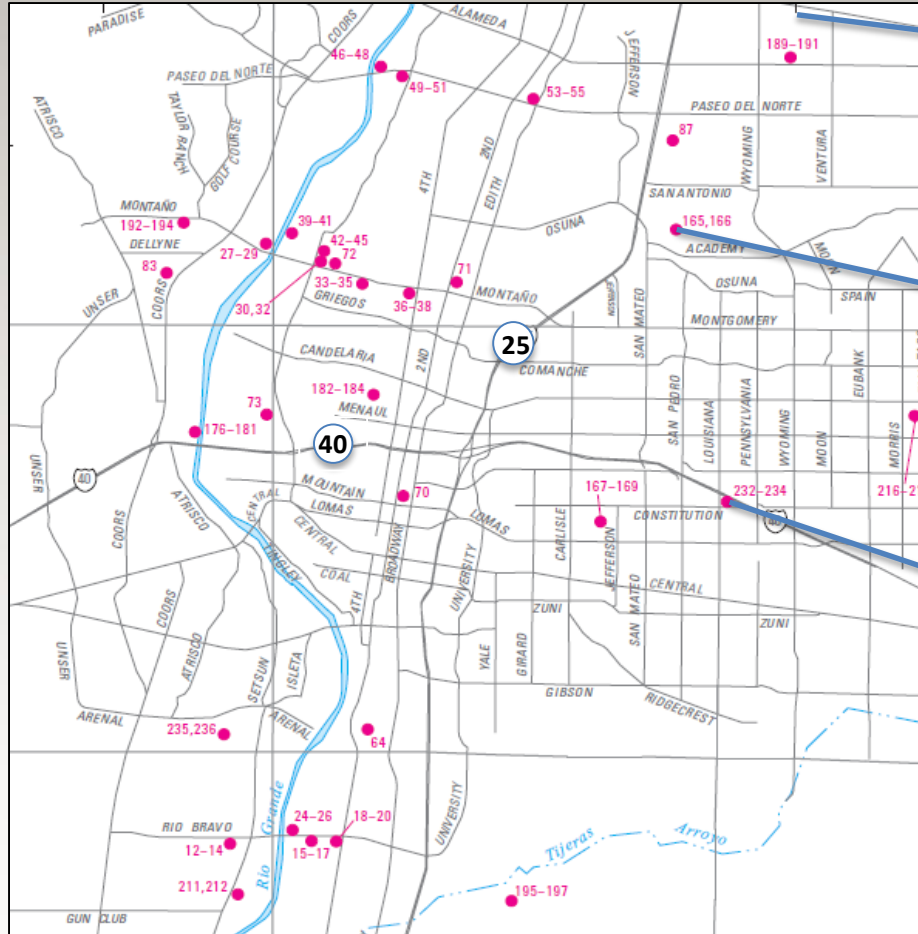 PARADISE
COORS
ALAMEDA
JEFFERSON
46–48
189–191
PASEO DEL NORTE
49–51
53–55
PASEO DEL NORTE
ATRISCO
TAYLOR RANCH
GOLF COURSE
87
WYOMING
VENTURA
4TH
2ND
EDITH
SAN ANTONIO
MONTAÑO
192–194
39–41
OSUNA
165,166
DELLYNE
27–29
42–45
72
ACADEMY
MOON
83
33–35
71
OSUNA
SPAIN
UNSER
COORS
30,32
GRIEGOS
36–38
MONTAÑO
JEFFERSON
SAN MATEO
MONTGOMERY
25
CANDELARIA
2ND
COMANCHE
EUBANK
182–184
MENAUL
73
SAN PEDRO
LOUISIANA
PENNSYLVANIA
WYOMING
MOON
MORRIS
176–181
40
UNSER
40
ATRISCO
CENTRAL
MOUNTAIN
LOMAS
70
167–169
232–234
216–21
COORS
CENTRAL
LOMAS
CARLISLE
CONSTITUTION
40
TINGLEY
COAL
BROADWAY
UNIVERSITY
JEFFERSON
CENTRAL
4TH
ZUNI
ZUNI
COORS
ATRISCO
SAN MATEO
UNSER
SETSUN
ISLETA
YALE
GIRARD
GIBSON
RIDGECREST
ARENAL
ARENAL
235,236
64
UNIVERSITY
Rio Grande
24–26
18–20
RIO BRAVO
12–14
15–17
Tijeras Arroyo
211,212
195–197
GUN CLUB